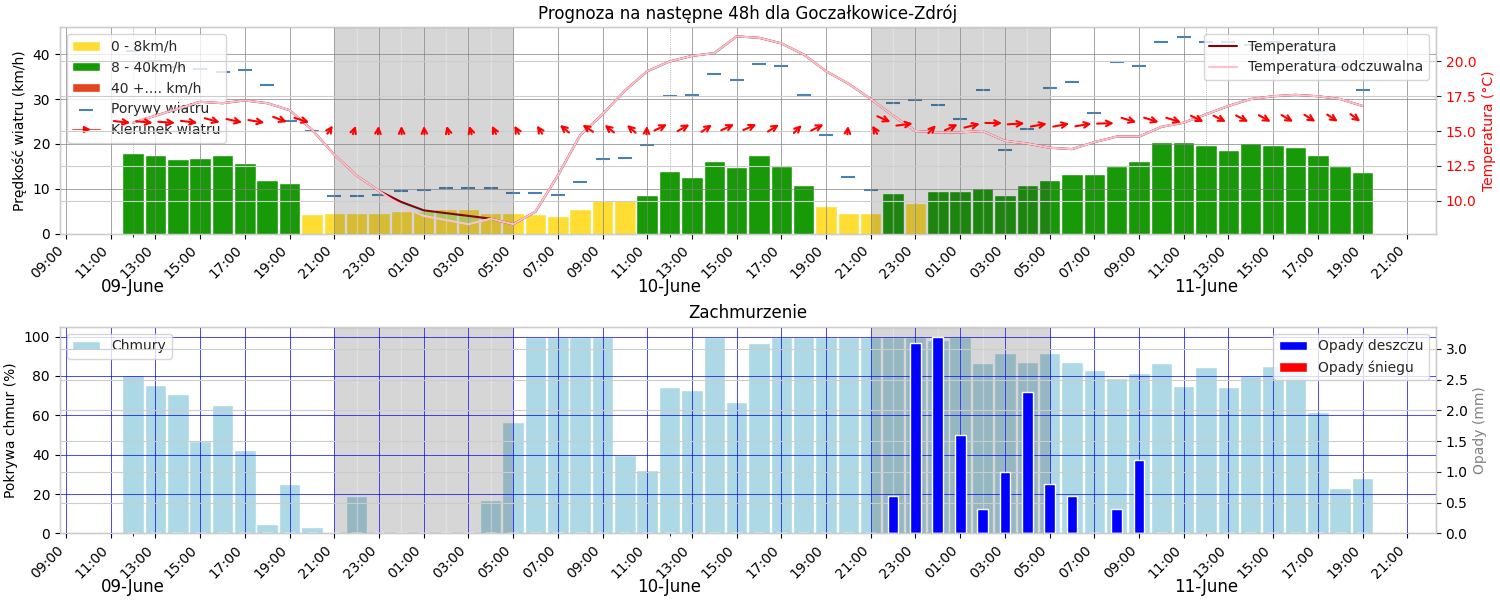 Prognoza na następne 48h dla Goczałkowice-Zdrój
Prędkość wiatru (km/h)
40
30
20
10
0
0 - 8km/h
8 - 40km/h
40 +.... km/h
Porywy wiatru
Kierunek wiatru
Temperatura
Temperatura odczuwalna
20.0
17.5
15.0
12.5
10.0
Temperatura (°C)
09:00 11:00 13:00 15:00 17:00 19:00 21:00 23:00 01:00 03:00 05:00 07:00 09:00 11:00 13:00 15:00 17:00 19:00 21:00 23:00 01:00 03:00 05:00 07:00 09:00 11:00 13:00 15:00 17:00 19:00 21:00
09-June 10-June 11-June
Zachmurzenie
Pokrywa chmur (%)
100
80
60
40
20
0
Chmury
Opady deszczu
Opady śniegu
3.0
2.5
2.0
1.5
1.0
0.5
0.0
Opady (mm)
09:00 11:00 13:00 15:00 17:00 19:00 21:00 23:00 01:00 03:00 05:00 07:00 09:00 11:00 13:00 15:00 17:00 19:00 21:00 23:00 01:00 03:00 05:00 07:00 09:00 11:00 13:00 15:00 17:00 19:00 21:00
09-June 10-June 11-June